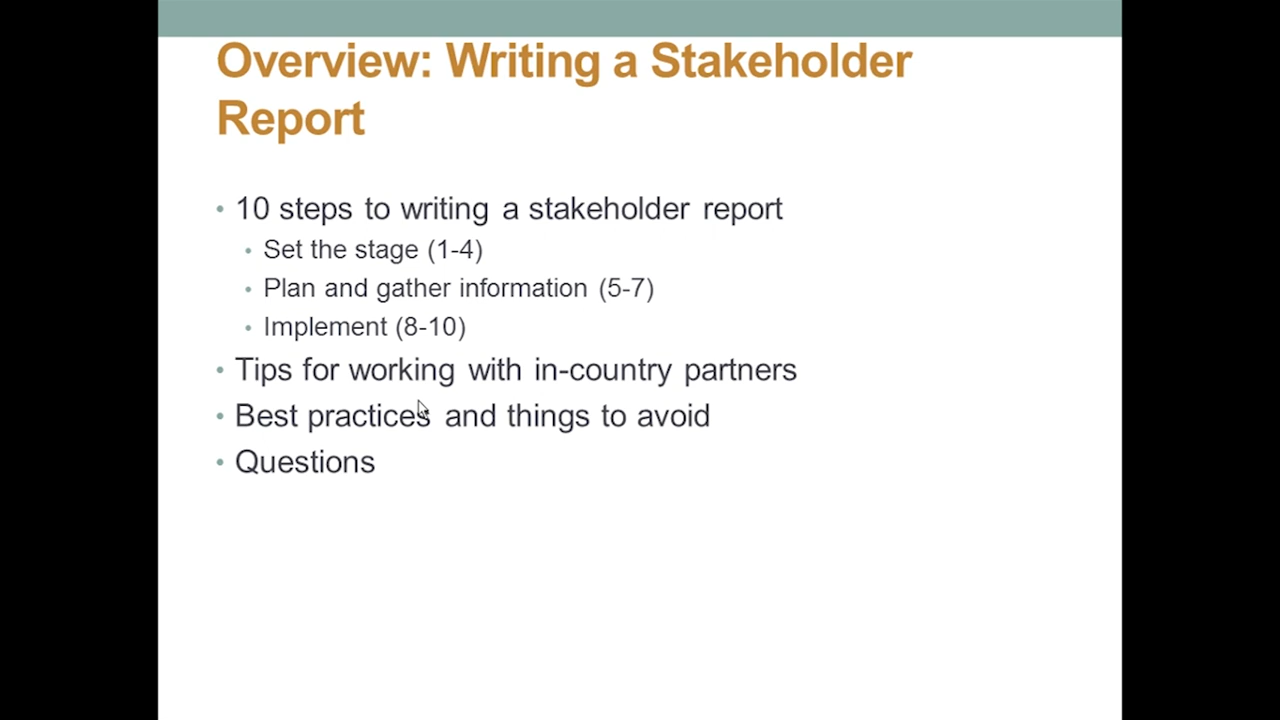 Overview: Writing a Stakeholder
Report
• 10 steps to writing a stakeholder report
• Set the stage (1-4)
• Plan and gather information (5-7)
• Implement (8-10)
• Tips for working with in-country partners
• Best practices and things to avoid
• Questions